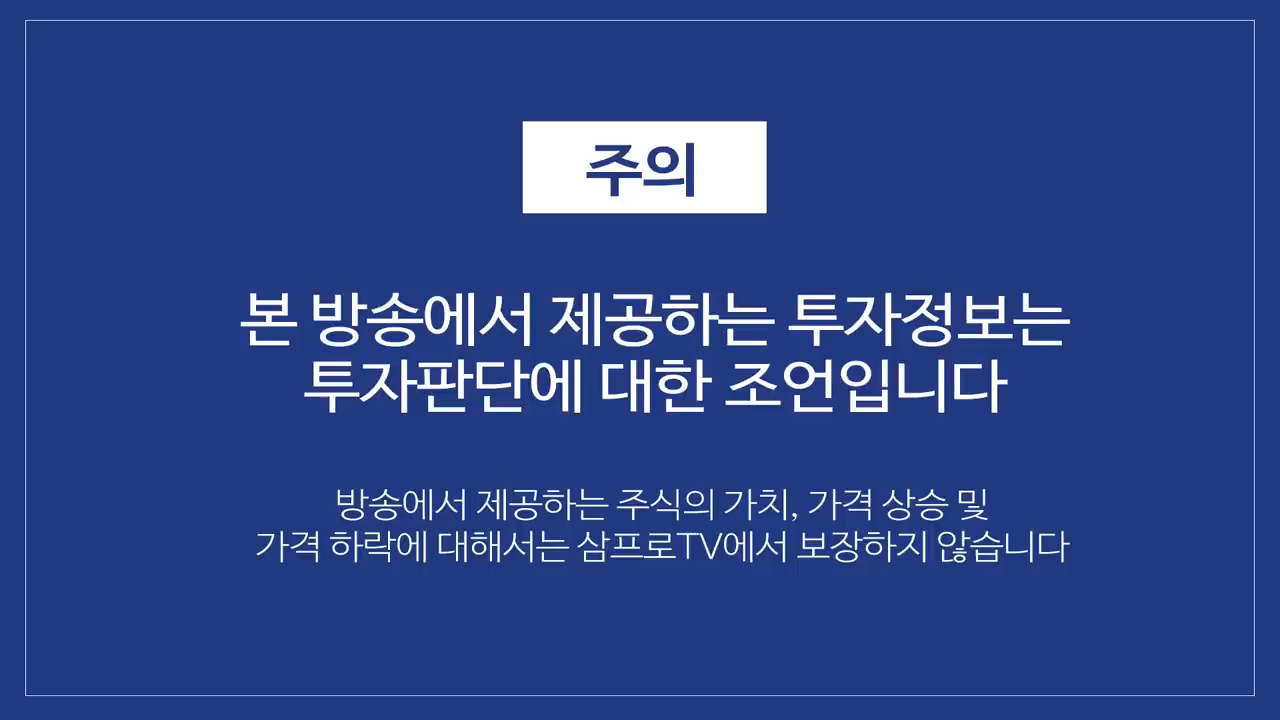 주의
본 방송에서 제공하는 투자정보는
투자판단에 대한 조언입니다
방송에서 제공하는 주식의 가치, 가격 상승 및
가격 하락에 대해서는 삼프로TV에서 보장하지 않습니다